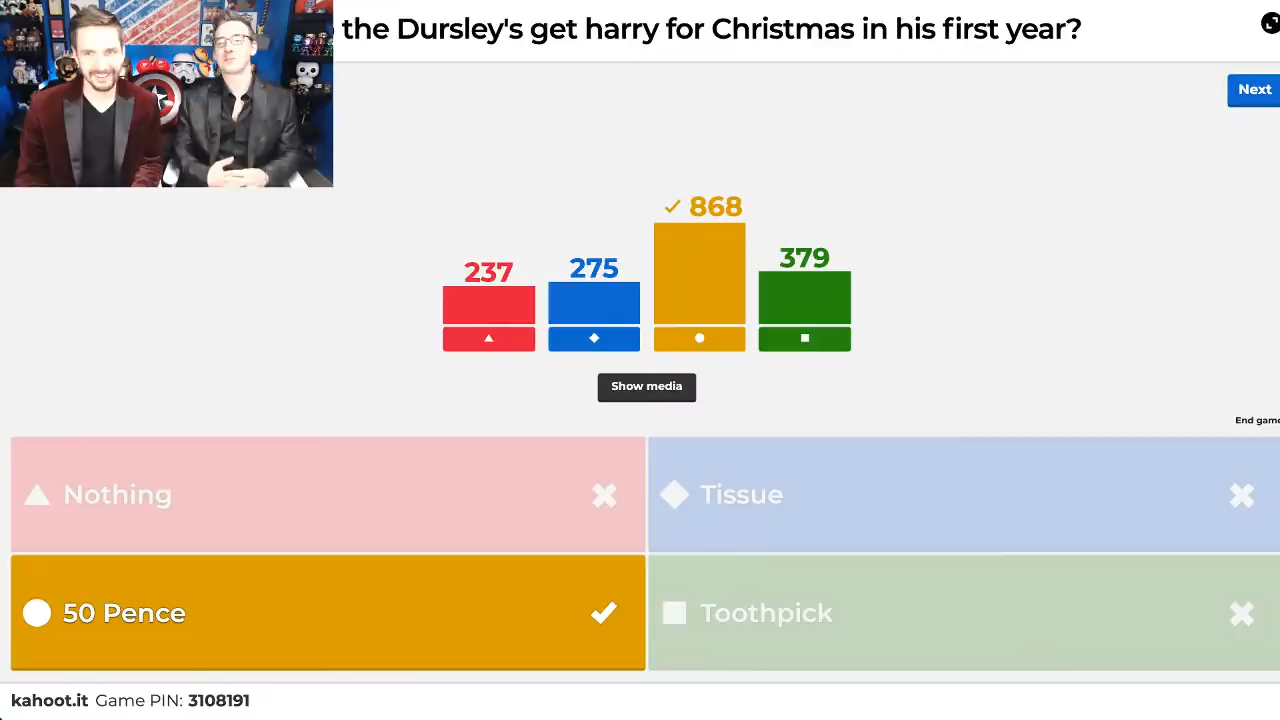 the Dursley's get harry for Christmas in his first year?
Next
868
379
275
237
Show media
End game
Nothing
Tissue
50 Pence
Toothpick
kahoot.it Game PIN: 3108191